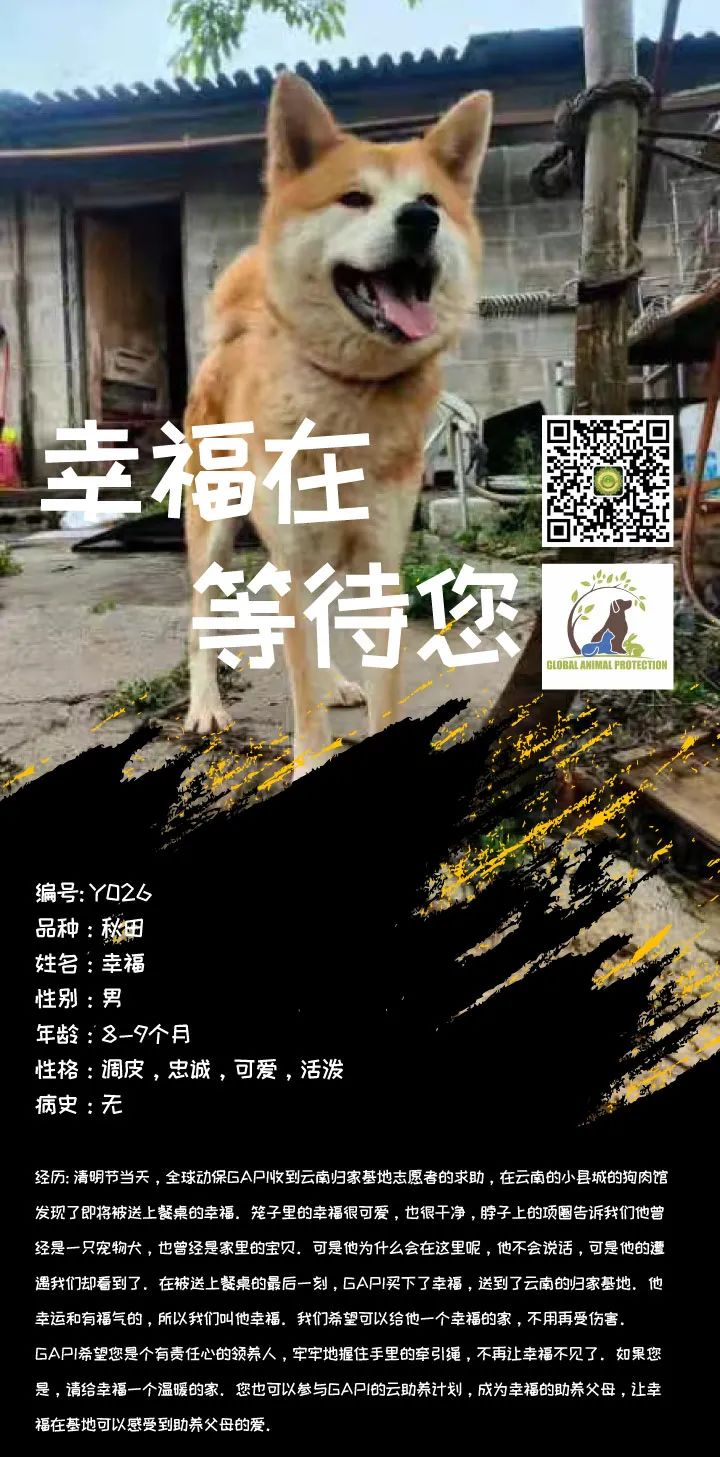 幸福在
等待您
GLOBAL ANIMAL PROTECTION
编号: Y026
品种：秋田
姓名：幸福
性别：男
年龄：8-9个月
性格：调皮，忠诚，可爱，活泼
病史：无
经历: 清明节当天，全球动保GAPI收到云南归家基地志愿者的求助，在云南的小县城的狗肉馆
发现了即将被送上餐桌的幸福．笼子里的幸福很可爱，也很干净，脖子上的项圈告诉我们他曾
经是一只宠物犬，也曾经是家里的宝贝．可是他为什么会在这里呢，他不会说话，可是他的遭
遇我们却看到了．在被送上餐桌的最后一刻，GAPI买下了幸福，送到了云南的归家基地．他
幸运和有福气的，所以我们叫他幸福．我们希望可以给他一个幸福的家，不用再受伤害．
GAPI希望您是个有责任心的领养人，牢牢地握住手里的牵引绳，不再让幸福不见了．如果您
是，请给幸福一个温暖的家．您也可以参与GAPI的云助养计划，成为幸福的助养父母，让幸
福在基地可以感受到助养父母的爱．